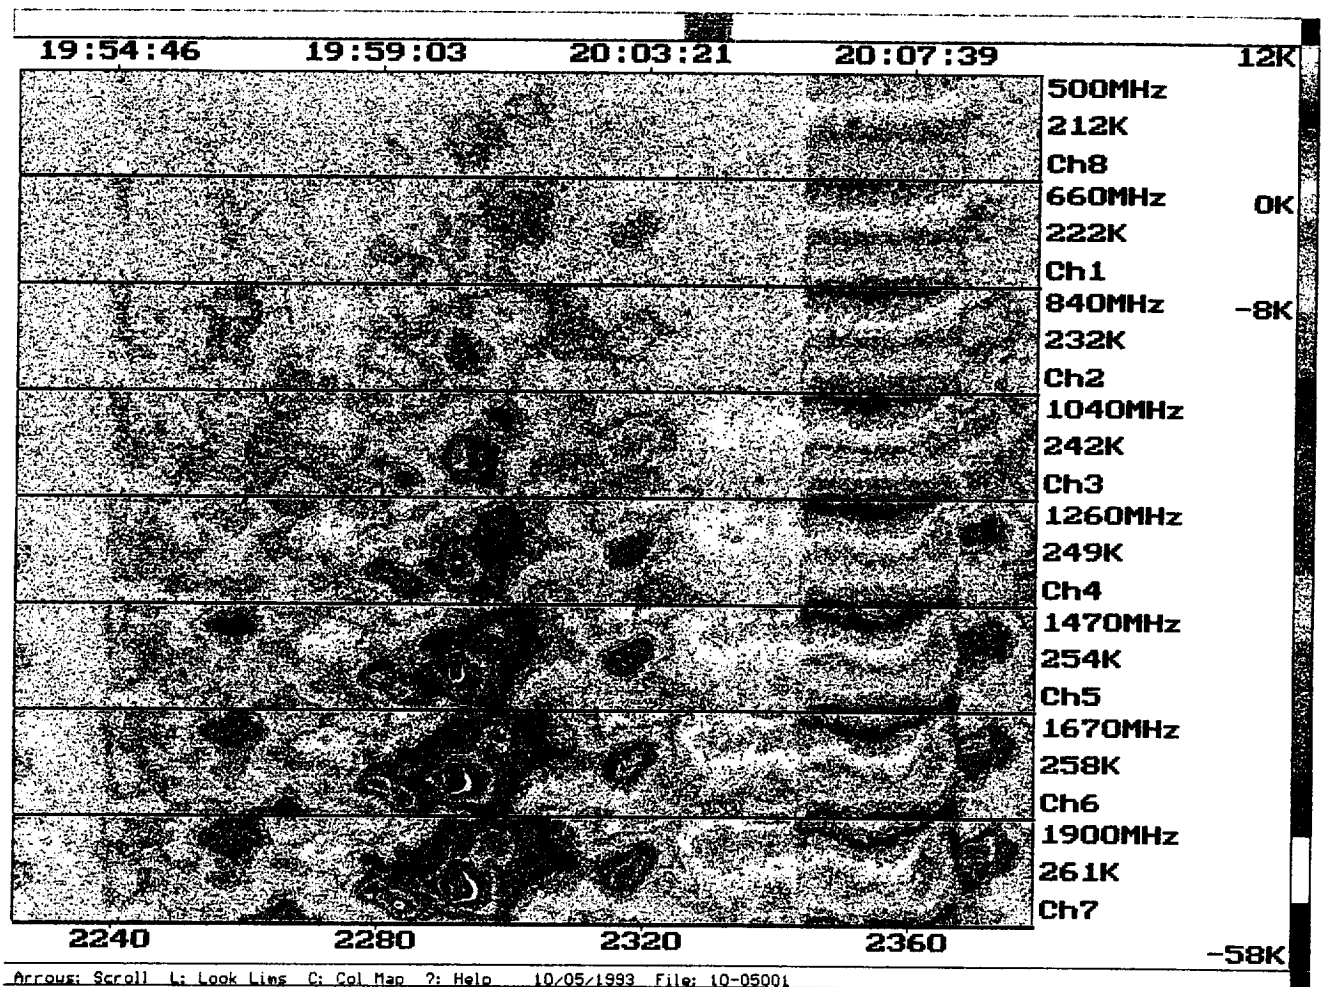 19:54:46 19:59:03 20:03:21 20:07:39 12K
500MHz
212K
Ch8
660MHz 0K
222K
Ch1
840MHz -8K
232K
Ch2
1040MHz
242K
Ch3
1260MHz
249K
Ch4
1470MHz
254K
Ch5
1670MHz
258K
Ch6
1900MHz
261K
Ch7
2240 2280 2320 2360 -58K
Arrows: Scroll L: Look Lims C: Col Map ?: Help 10/05/1993 File: 10-05001